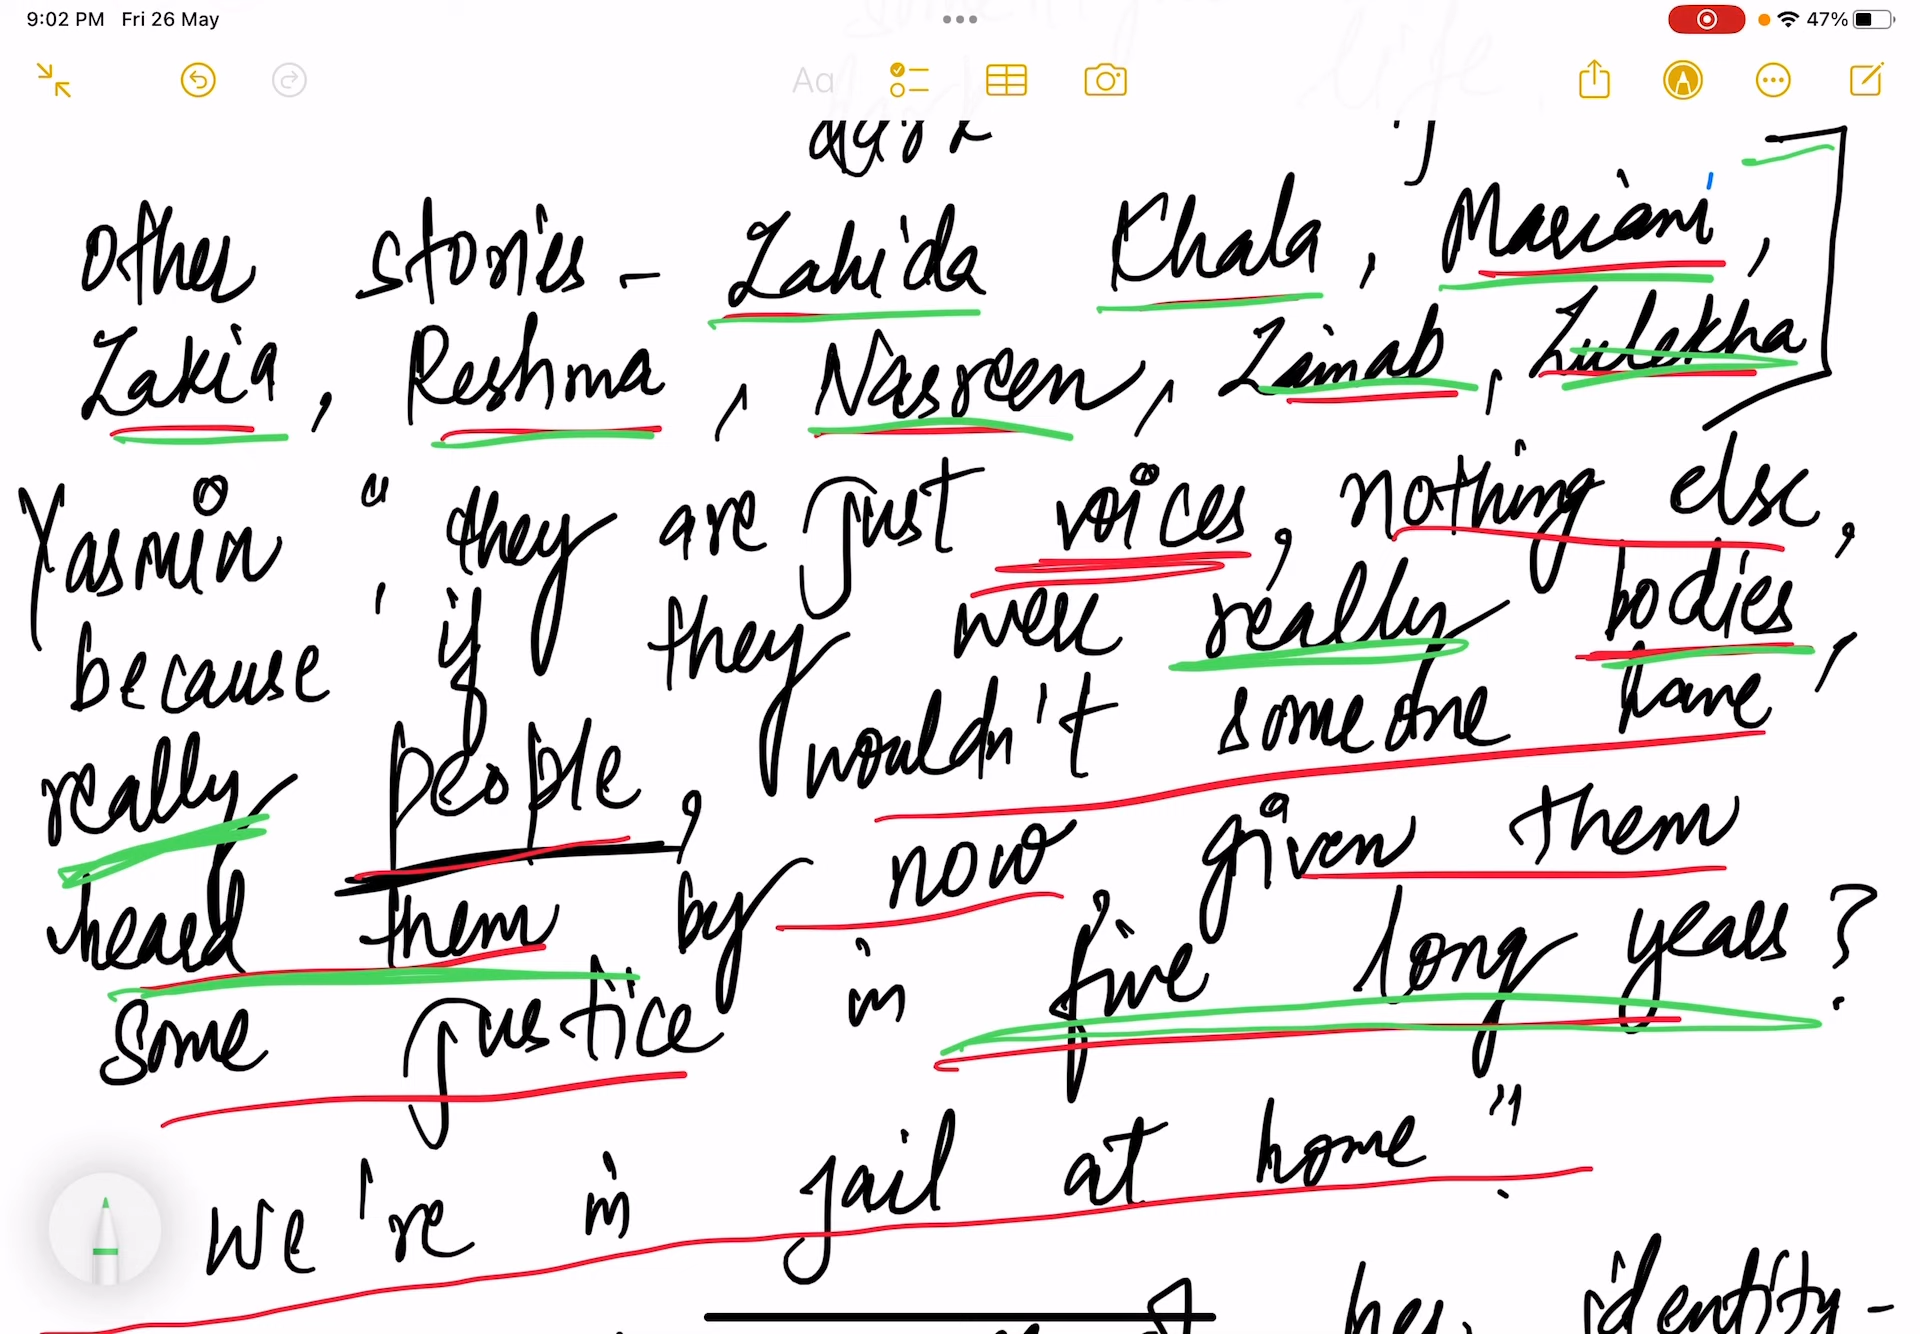 9:02 PM Fri 26 May
47%
Aa
Other stories - Zahida Khala, Mariam,
Zakia, Reshma, Nasreen, Zainab, Zulekha
Yasmin "they are just voices, nothing else,
because if they were really bodies,
really people, wouldn't someone have
heard them by now, given them
some justice in five long years?
We're in jail at home."
her identity -